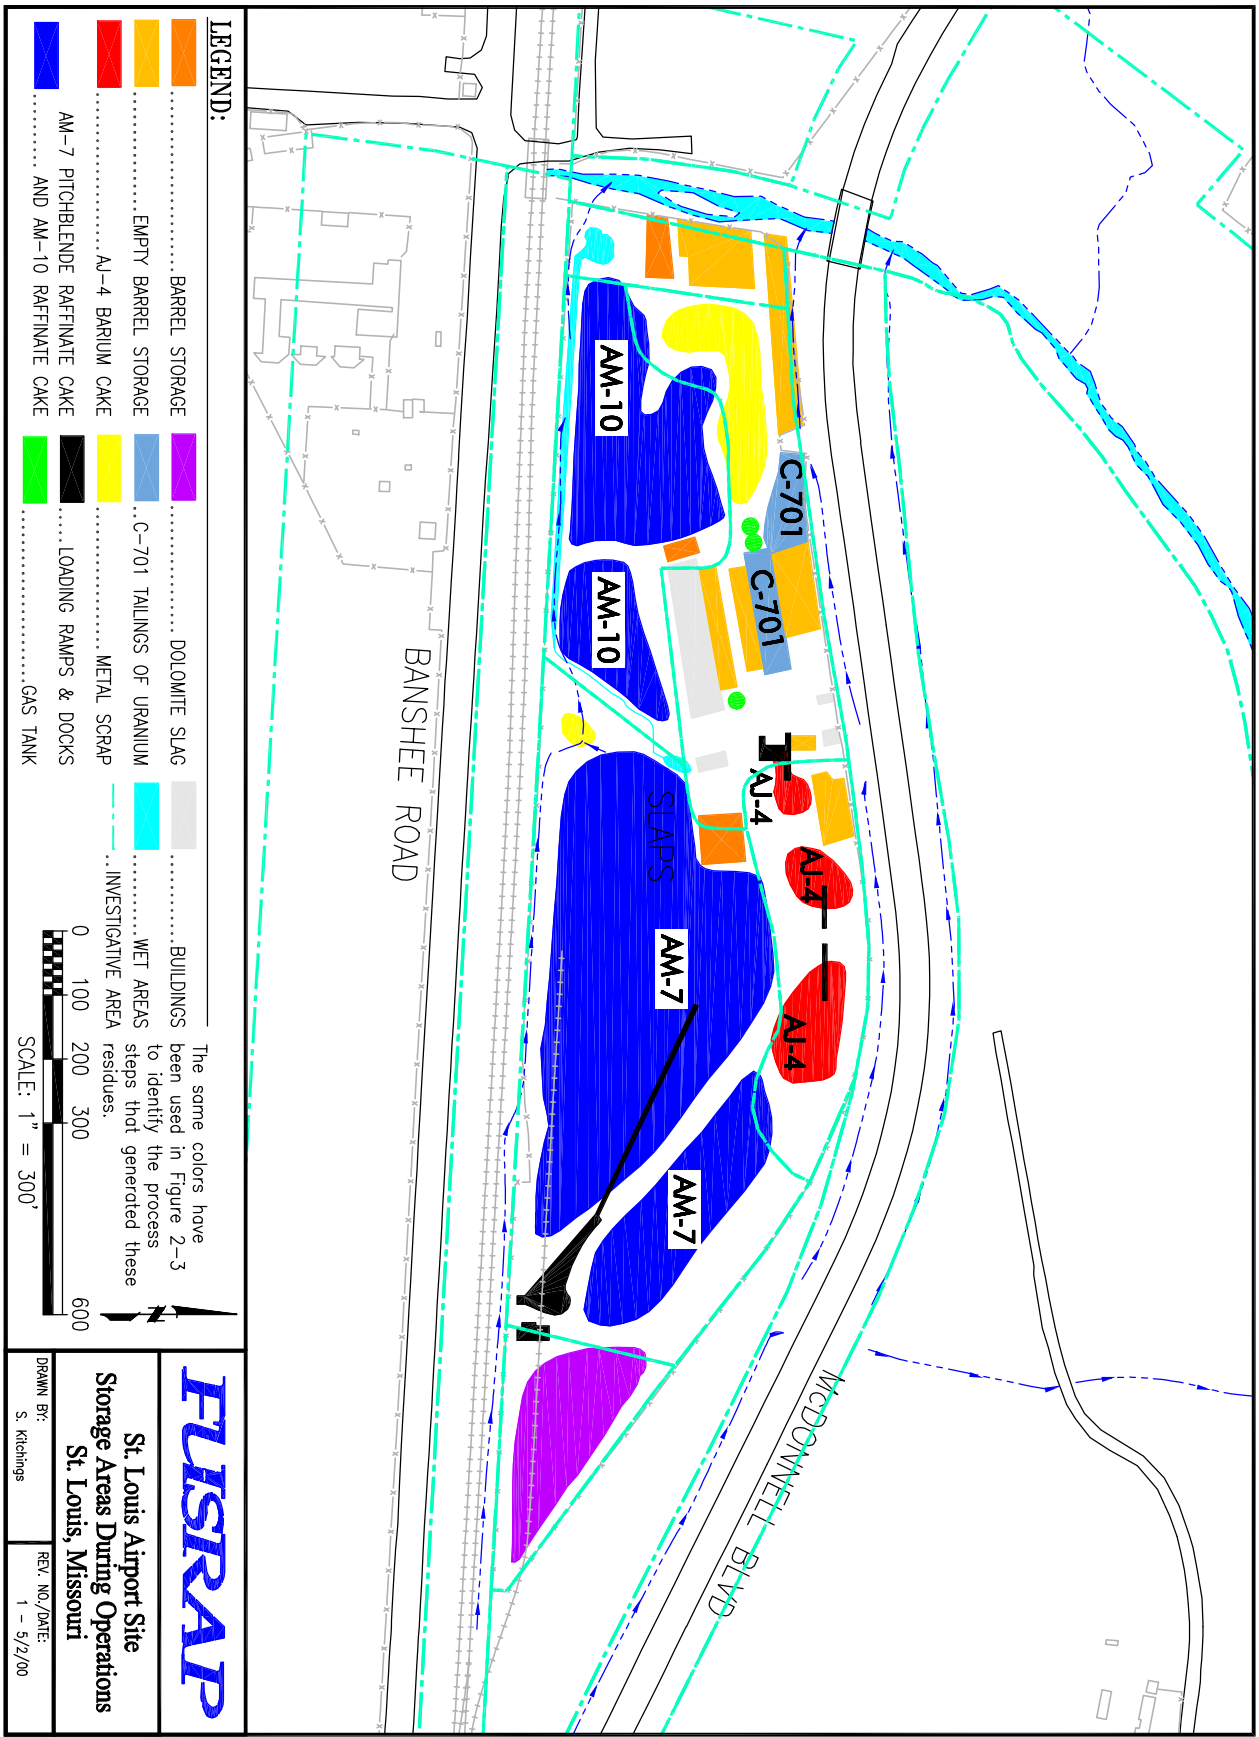 MCDONNELL BLVD
C-701
C-701
AJ-4
AJ-4
AJ-4
AM-10
AM-10
SLAPS
AM-7
AM-7
BANSHEE ROAD
LEGEND:
..............................BARREL STORAGE
....................EMPTY BARREL STORAGE
..........................AJ-4 BARIUM CAKE
AM-7 PITCHBLENDE RAFFINATE CAKE
........... AND AM-10 RAFFINATE CAKE
......................DOLOMITE SLAG
..C-701 TAILINGS OF URANIUM
.........................METAL SCRAP
.....LOADING RAMPS & DOCKS
...............................GAS TANK
.................BUILDINGS
...............WET AREAS
..INVESTIGATIVE AREA
The same colors have
been used in Figure 2-3
to identify the process
steps that generated these
residues.
0 100 200 300 600
SCALE: 1" = 300'
N
FUSRAP
St. Louis Airport Site
Storage Areas During Operations
St. Louis, Missouri
DRAWN BY:
S. Kitchings
REV. NO./DATE:
1 - 5/2/00